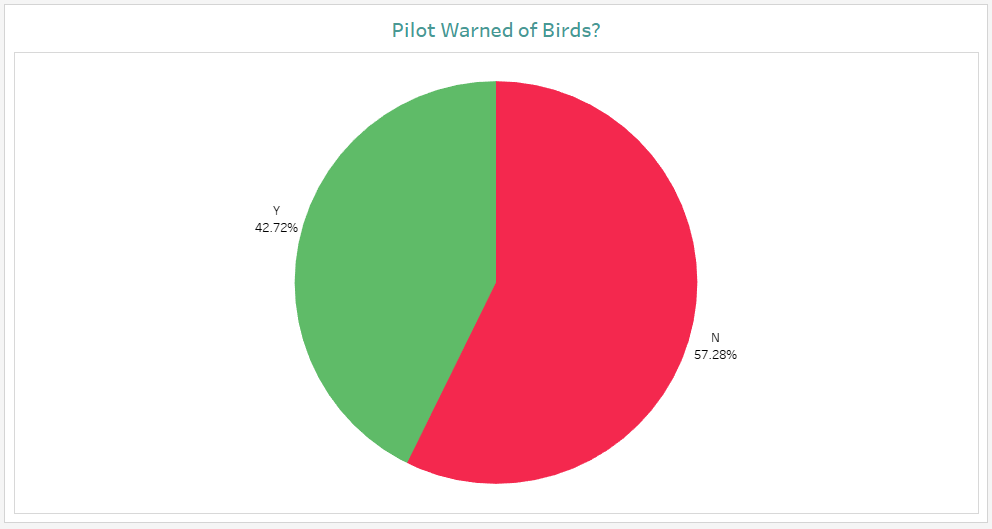 Pilot Warned of Birds?
Y
42.72%
N
57.28%